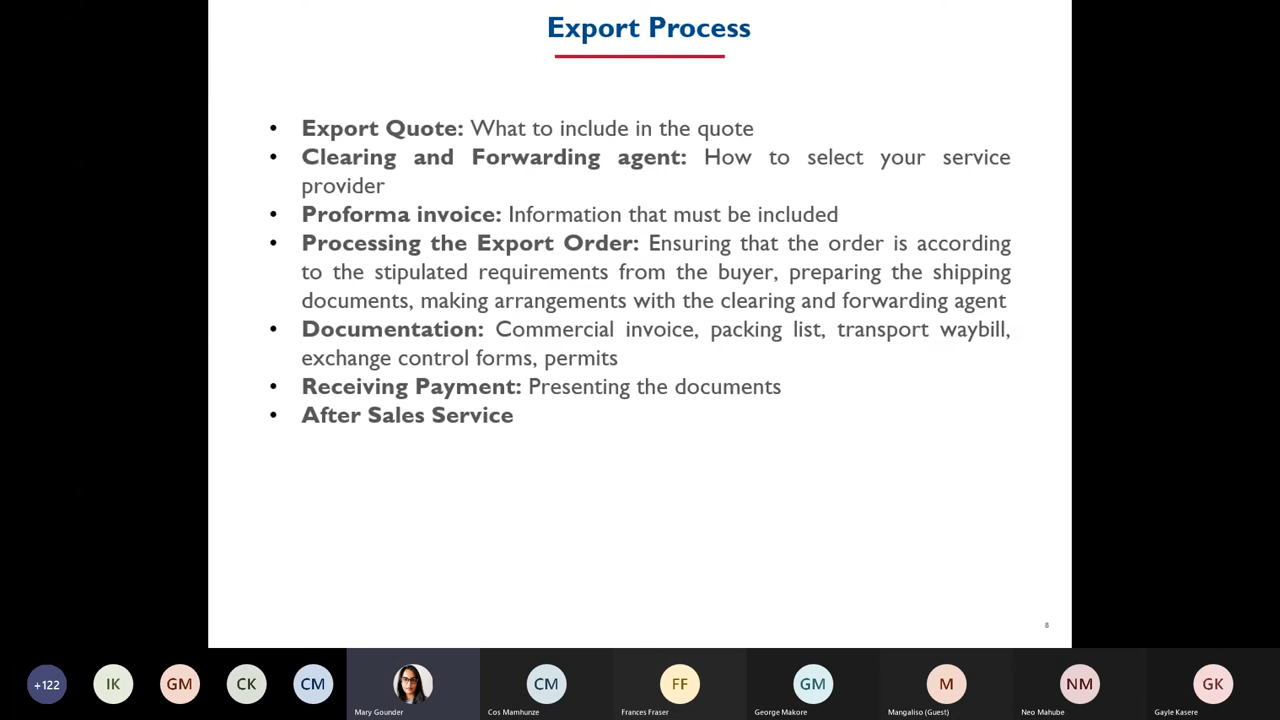 Export Process
• Export Quote: What to include in the quote
• Clearing and Forwarding agent: How to select your service
provider
• Proforma invoice: Information that must be included
• Processing the Export Order: Ensuring that the order is according
to the stipulated requirements from the buyer, preparing the shipping
documents, making arrangements with the clearing and forwarding agent
• Documentation: Commercial invoice, packing list, transport waybill,
exchange control forms, permits
• Receiving Payment: Presenting the documents
• After Sales Service
8
+122 IK GM CK CM CM FF GM M NM GK
Mary Gounder Cos Mamhunze Frances Fraser George Makore Mangaliso (Guest) Neo Mahube Gayle Kasere